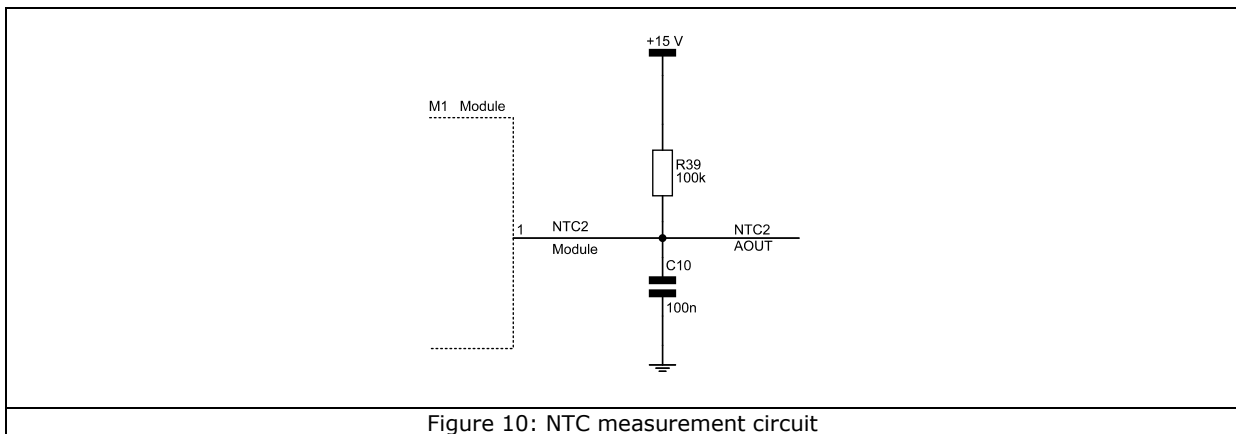 +15 V
M1 Module
R39
100k
1
NTC2
Module
NTC2
AOUT
C10
100n
Figure 10: NTC measurement circuit